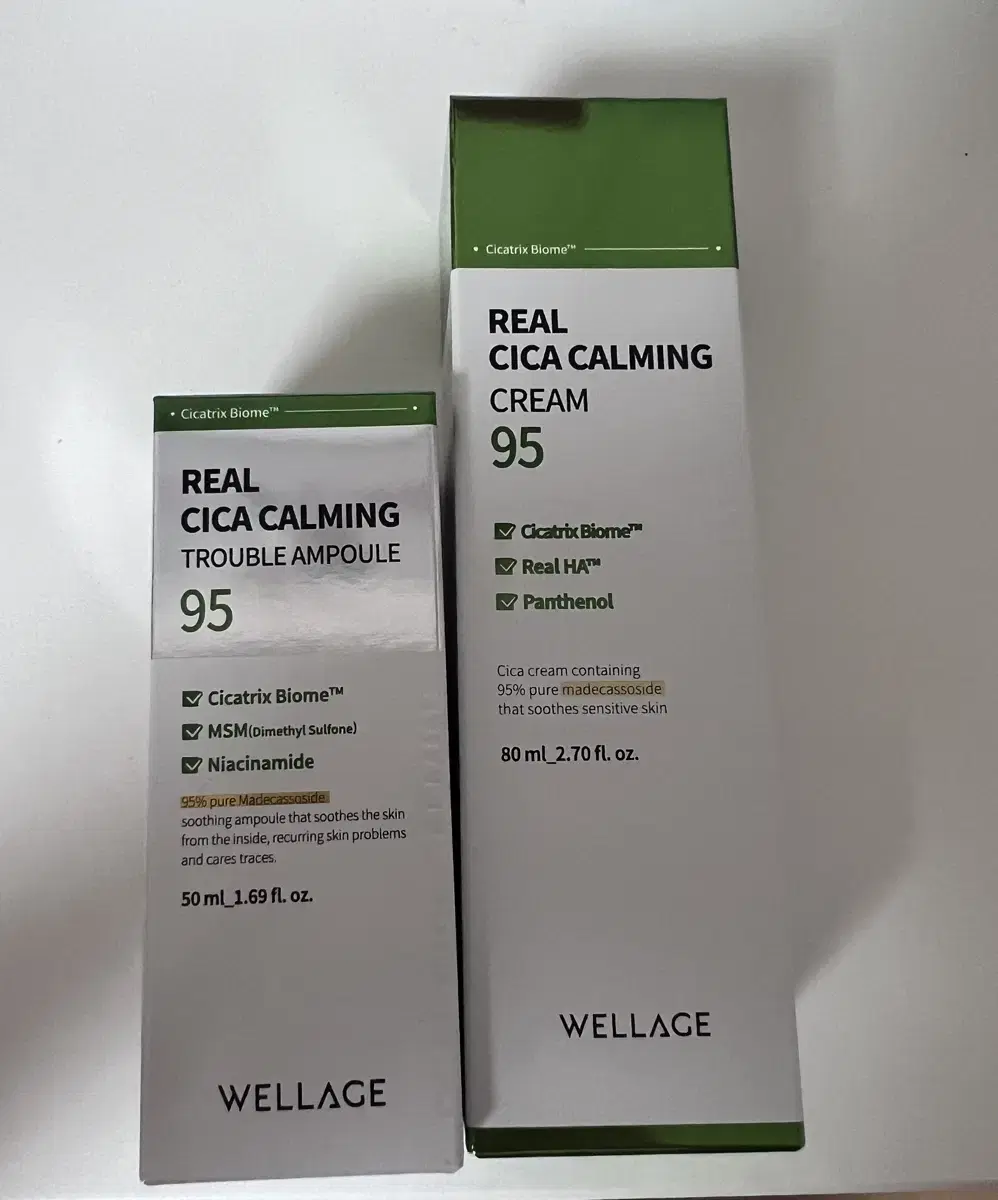 Cicatrix Biome™
REAL
CICA CALMING
TROUBLE AMPOULE
95
Cicatrix Biome™
MSM(Dimethyl Sulfone)
Niacinamide
95% pure Madecassoside
soothing ampoule that soothes the skin
from the inside, recurring skin problems
and cares traces.
50 ml_1.69 fl. oz.
WELLAGE
Cicatrix Biome™
REAL
CICA CALMING
CREAM
95
Cicatrix Biome™
Real HA™
Panthenol
Cica cream containing
95% pure madecassoside
that soothes sensitive skin
80 ml_2.70 fl. oz.
WELLAGE